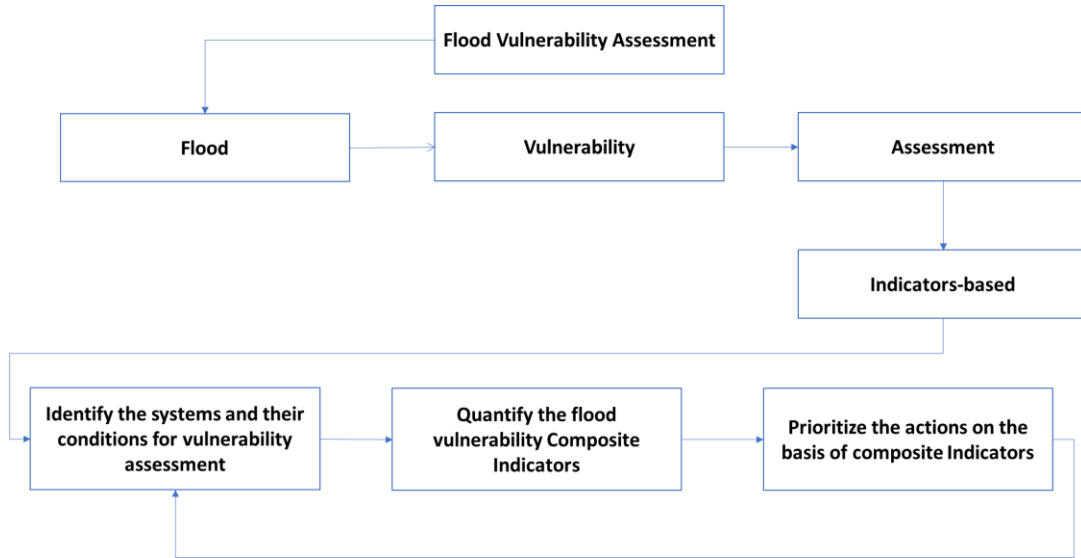 Flood Vulnerability Assessment
Flood
Vulnerability
Assessment
Indicators-based
Identify the systems and their
conditions for vulnerability
assessment
Quantify the flood
vulnerability Composite
Indicators
Prioritize the actions on the
basis of composite Indicators